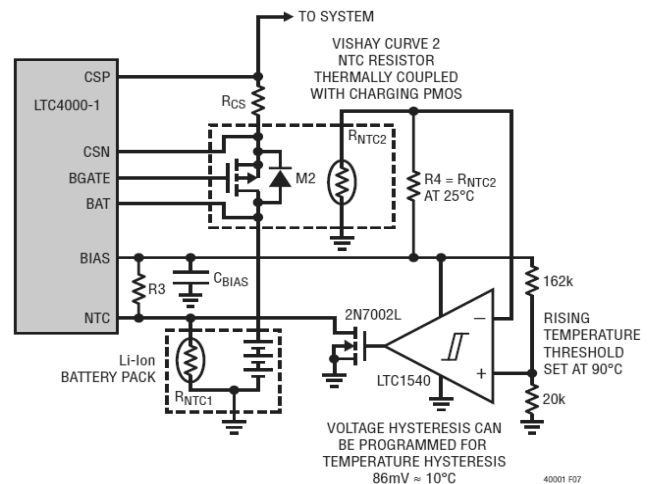 TO SYSTEM
VISHAY CURVE 2
NTC RESISTOR
THERMALLY COUPLED
WITH CHARGING PMOS
LTC4000-1
CSP
RCS
CSN
BGATE
BAT
M2
RNTC2
R4 = RNTC2
AT 25°C
BIAS
R3
CBIAS
NTC
162k
2N7002L
RISING
TEMPERATURE
THRESHOLD
SET AT 90°C
Li-Ion
BATTERY PACK
RNTC1
LTC1540
−
+
20k
VOLTAGE HYSTERESIS CAN
BE PROGRAMMED FOR
TEMPERATURE HYSTERESIS
86mV ≈ 10°C
40001 F07